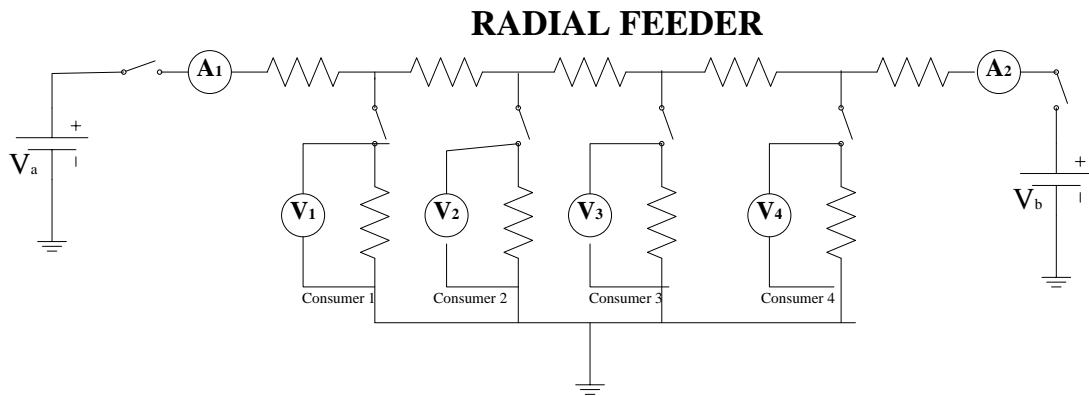 RADIAL FEEDER
A1
A2
+
Va
V1
V2
V3
V4
+
Vb
Consumer 1
Consumer 2
Consumer 3
Consumer 4